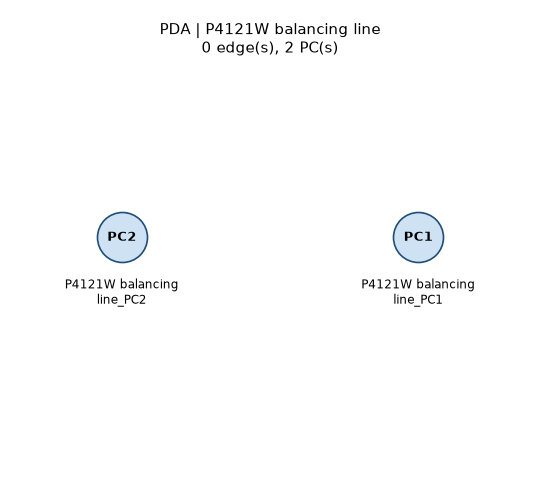 PDA | P4121W balancing line
0 edge(s), 2 PC(s)
PC2
PC1
P4121W balancing
line_PC2
P4121W balancing
line_PC1